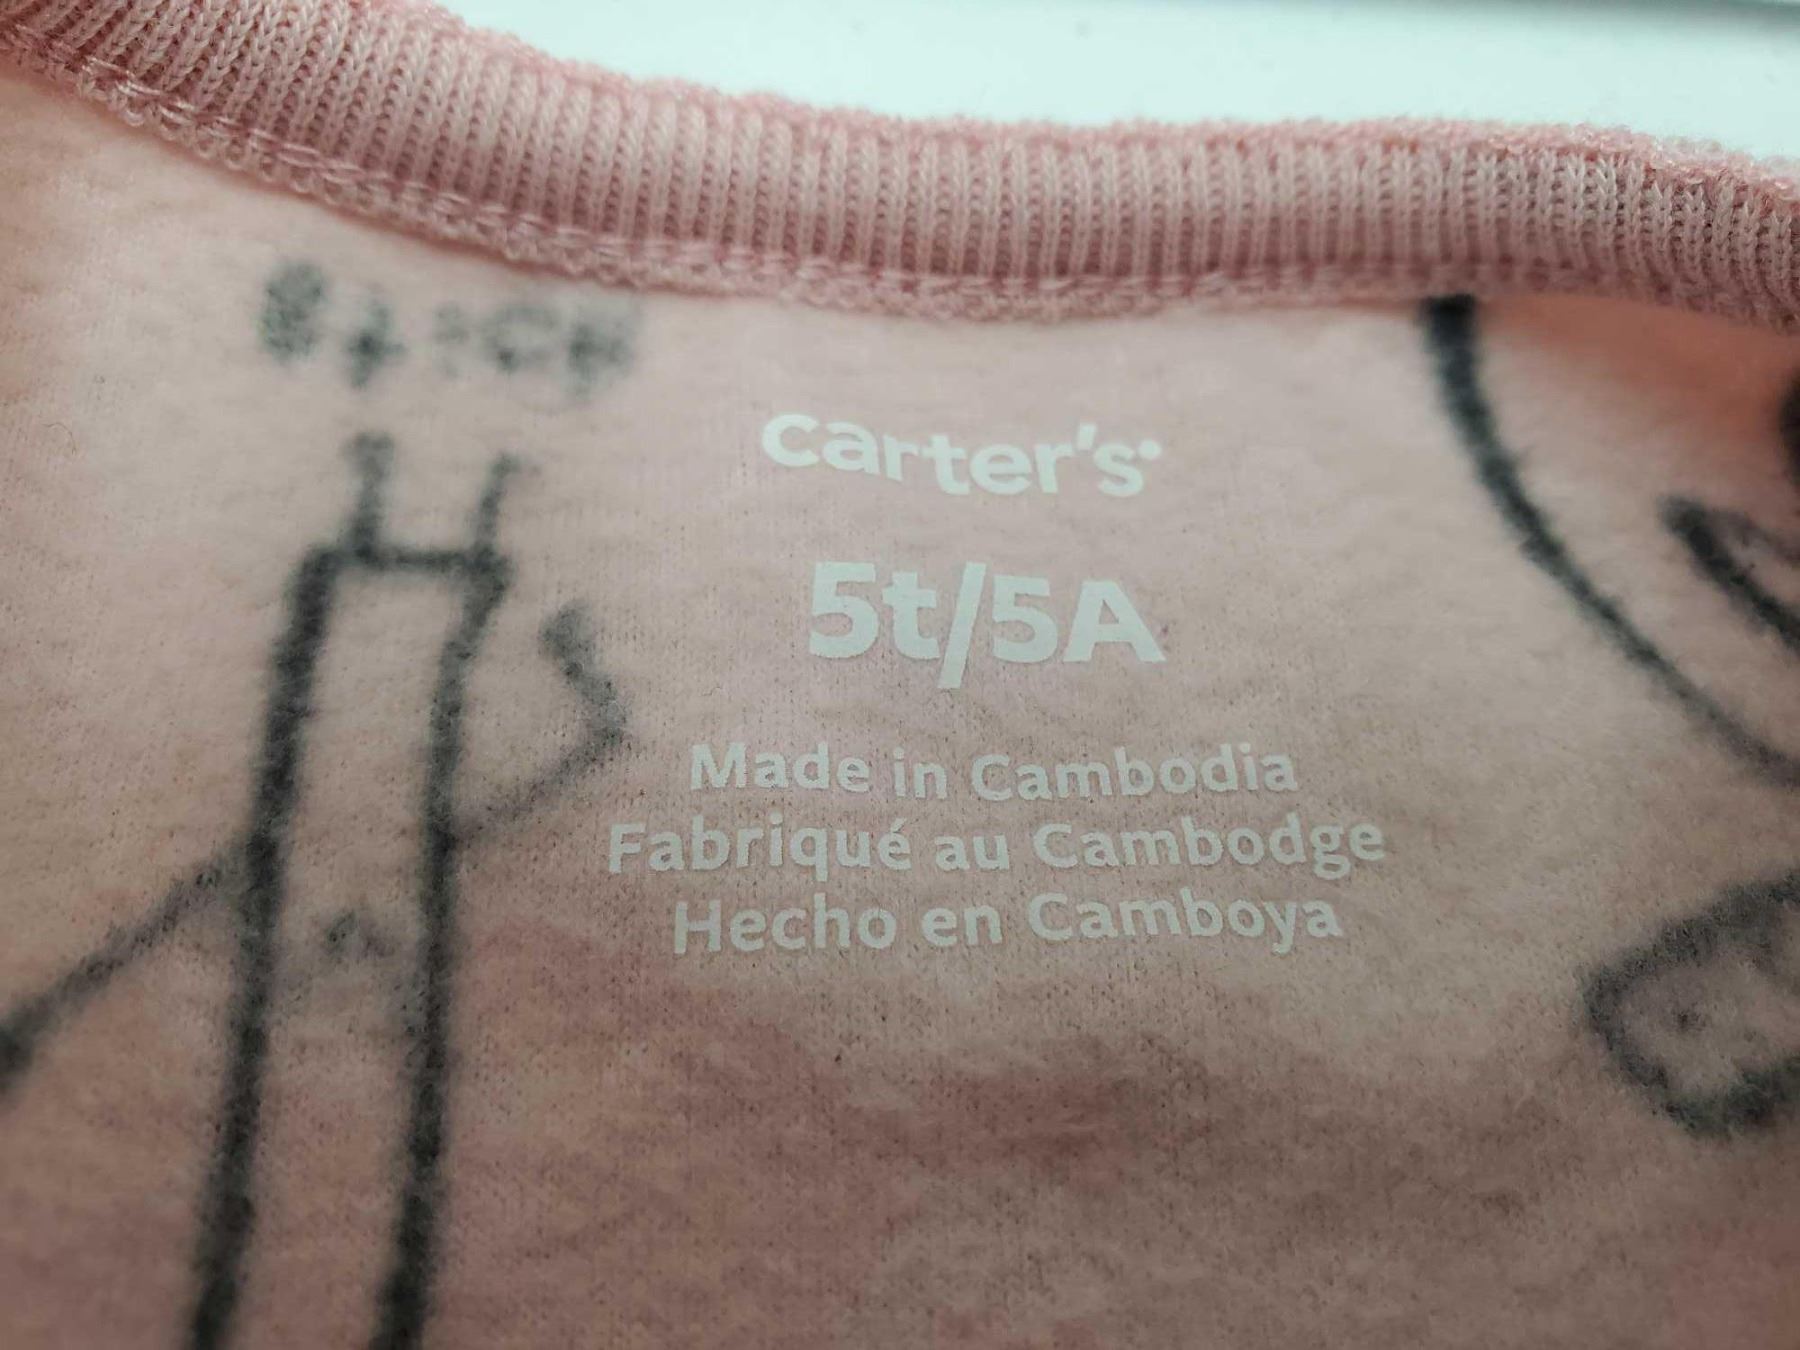 carter's
5t/5A
Made in Cambodia
Fabriqué au Cambodge
Hecho en Camboya